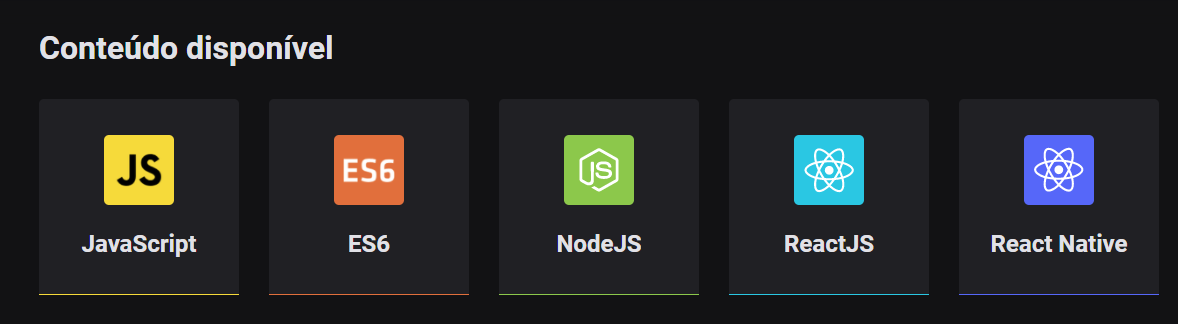 Conteúdo disponível
JS ES6 JS
JavaScript ES6 NodeJS ReactJS React Native